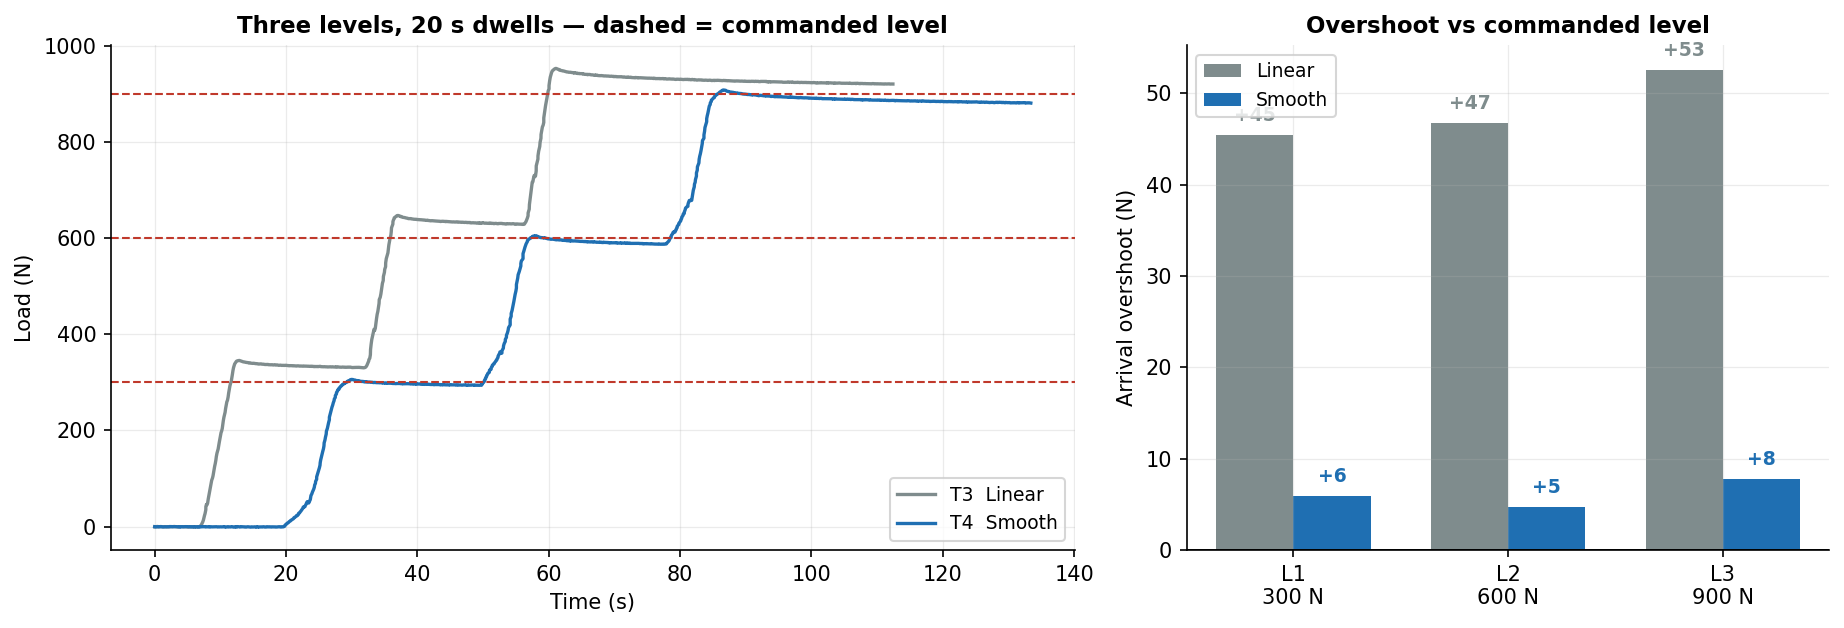 Three levels, 20 s dwells — dashed = commanded level
1000
800
600
400
200
0
Load (N)
0 20 40 60 80 100 120 140
Time (s)
T3 Linear
T4 Smooth
Overshoot vs commanded level
Linear
Smooth
50
40
30
20
10
0
Arrival overshoot (N)
+45
+47
+53
+6
+5
+8
L1 L2 L3
300 N 600 N 900 N